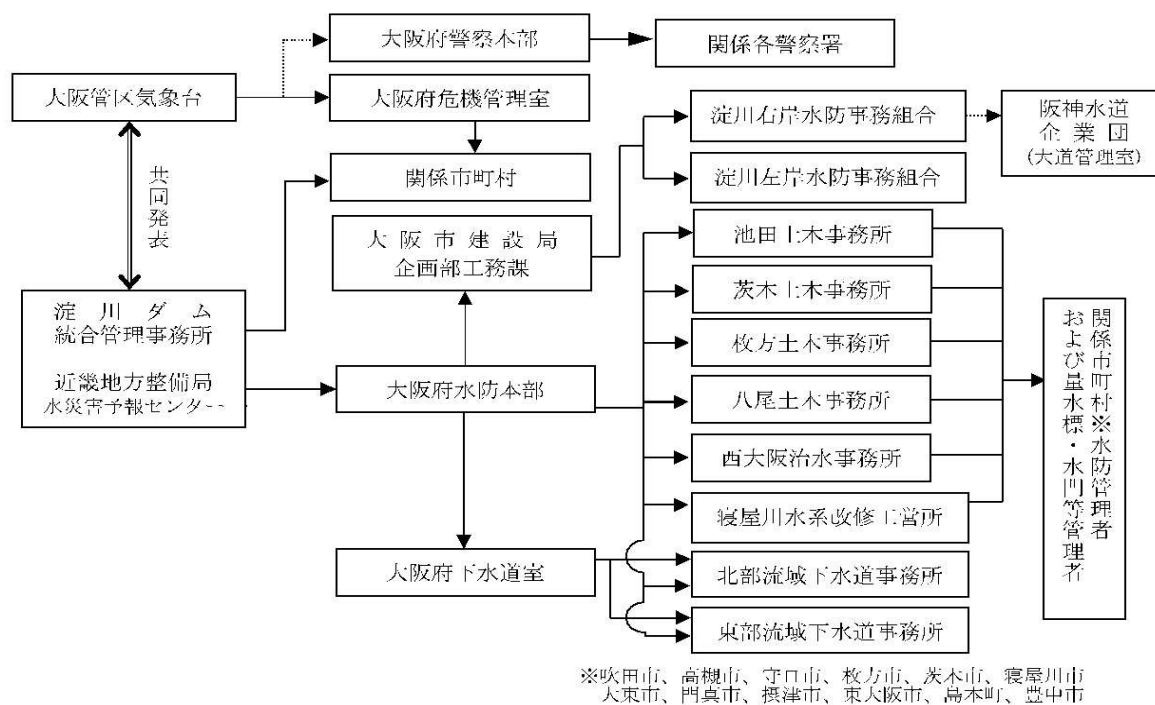 大阪府警察本部
関係各警察署
大阪管区気象台
大阪府危機管理室
淀川右岸水防事務組合
阪神水道
企業団
(大道管理室)
関係市町村
淀川左岸水防事務組合
共同発表
大阪市建設局
企画部工務課
池田土木事務所
茨木土木事務所
淀川ダム
統合管理事務所
近畿地方整備局
水災害予報センター
枚方土木事務所
大阪府水防本部
八尾土木事務所
西大阪治水事務所
寝屋川水系改修工営所
関係市町村※水防管理者
および量水標・水門等管理者
大阪府下水道室
北部流域下水道事務所
東部流域下水道事務所
※吹田市、高槻市、守口市、枚方市、茨木市、寝屋川市
大東市、門真市、摂津市、東大阪市、島本町、豊中市